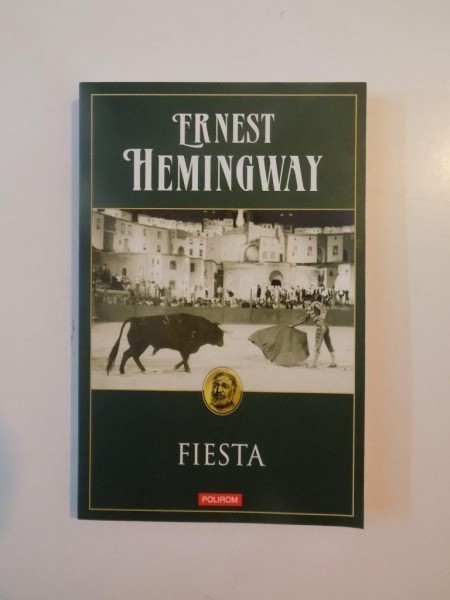 ERNEST
HEMINGWAY
FIESTA
POLIROM